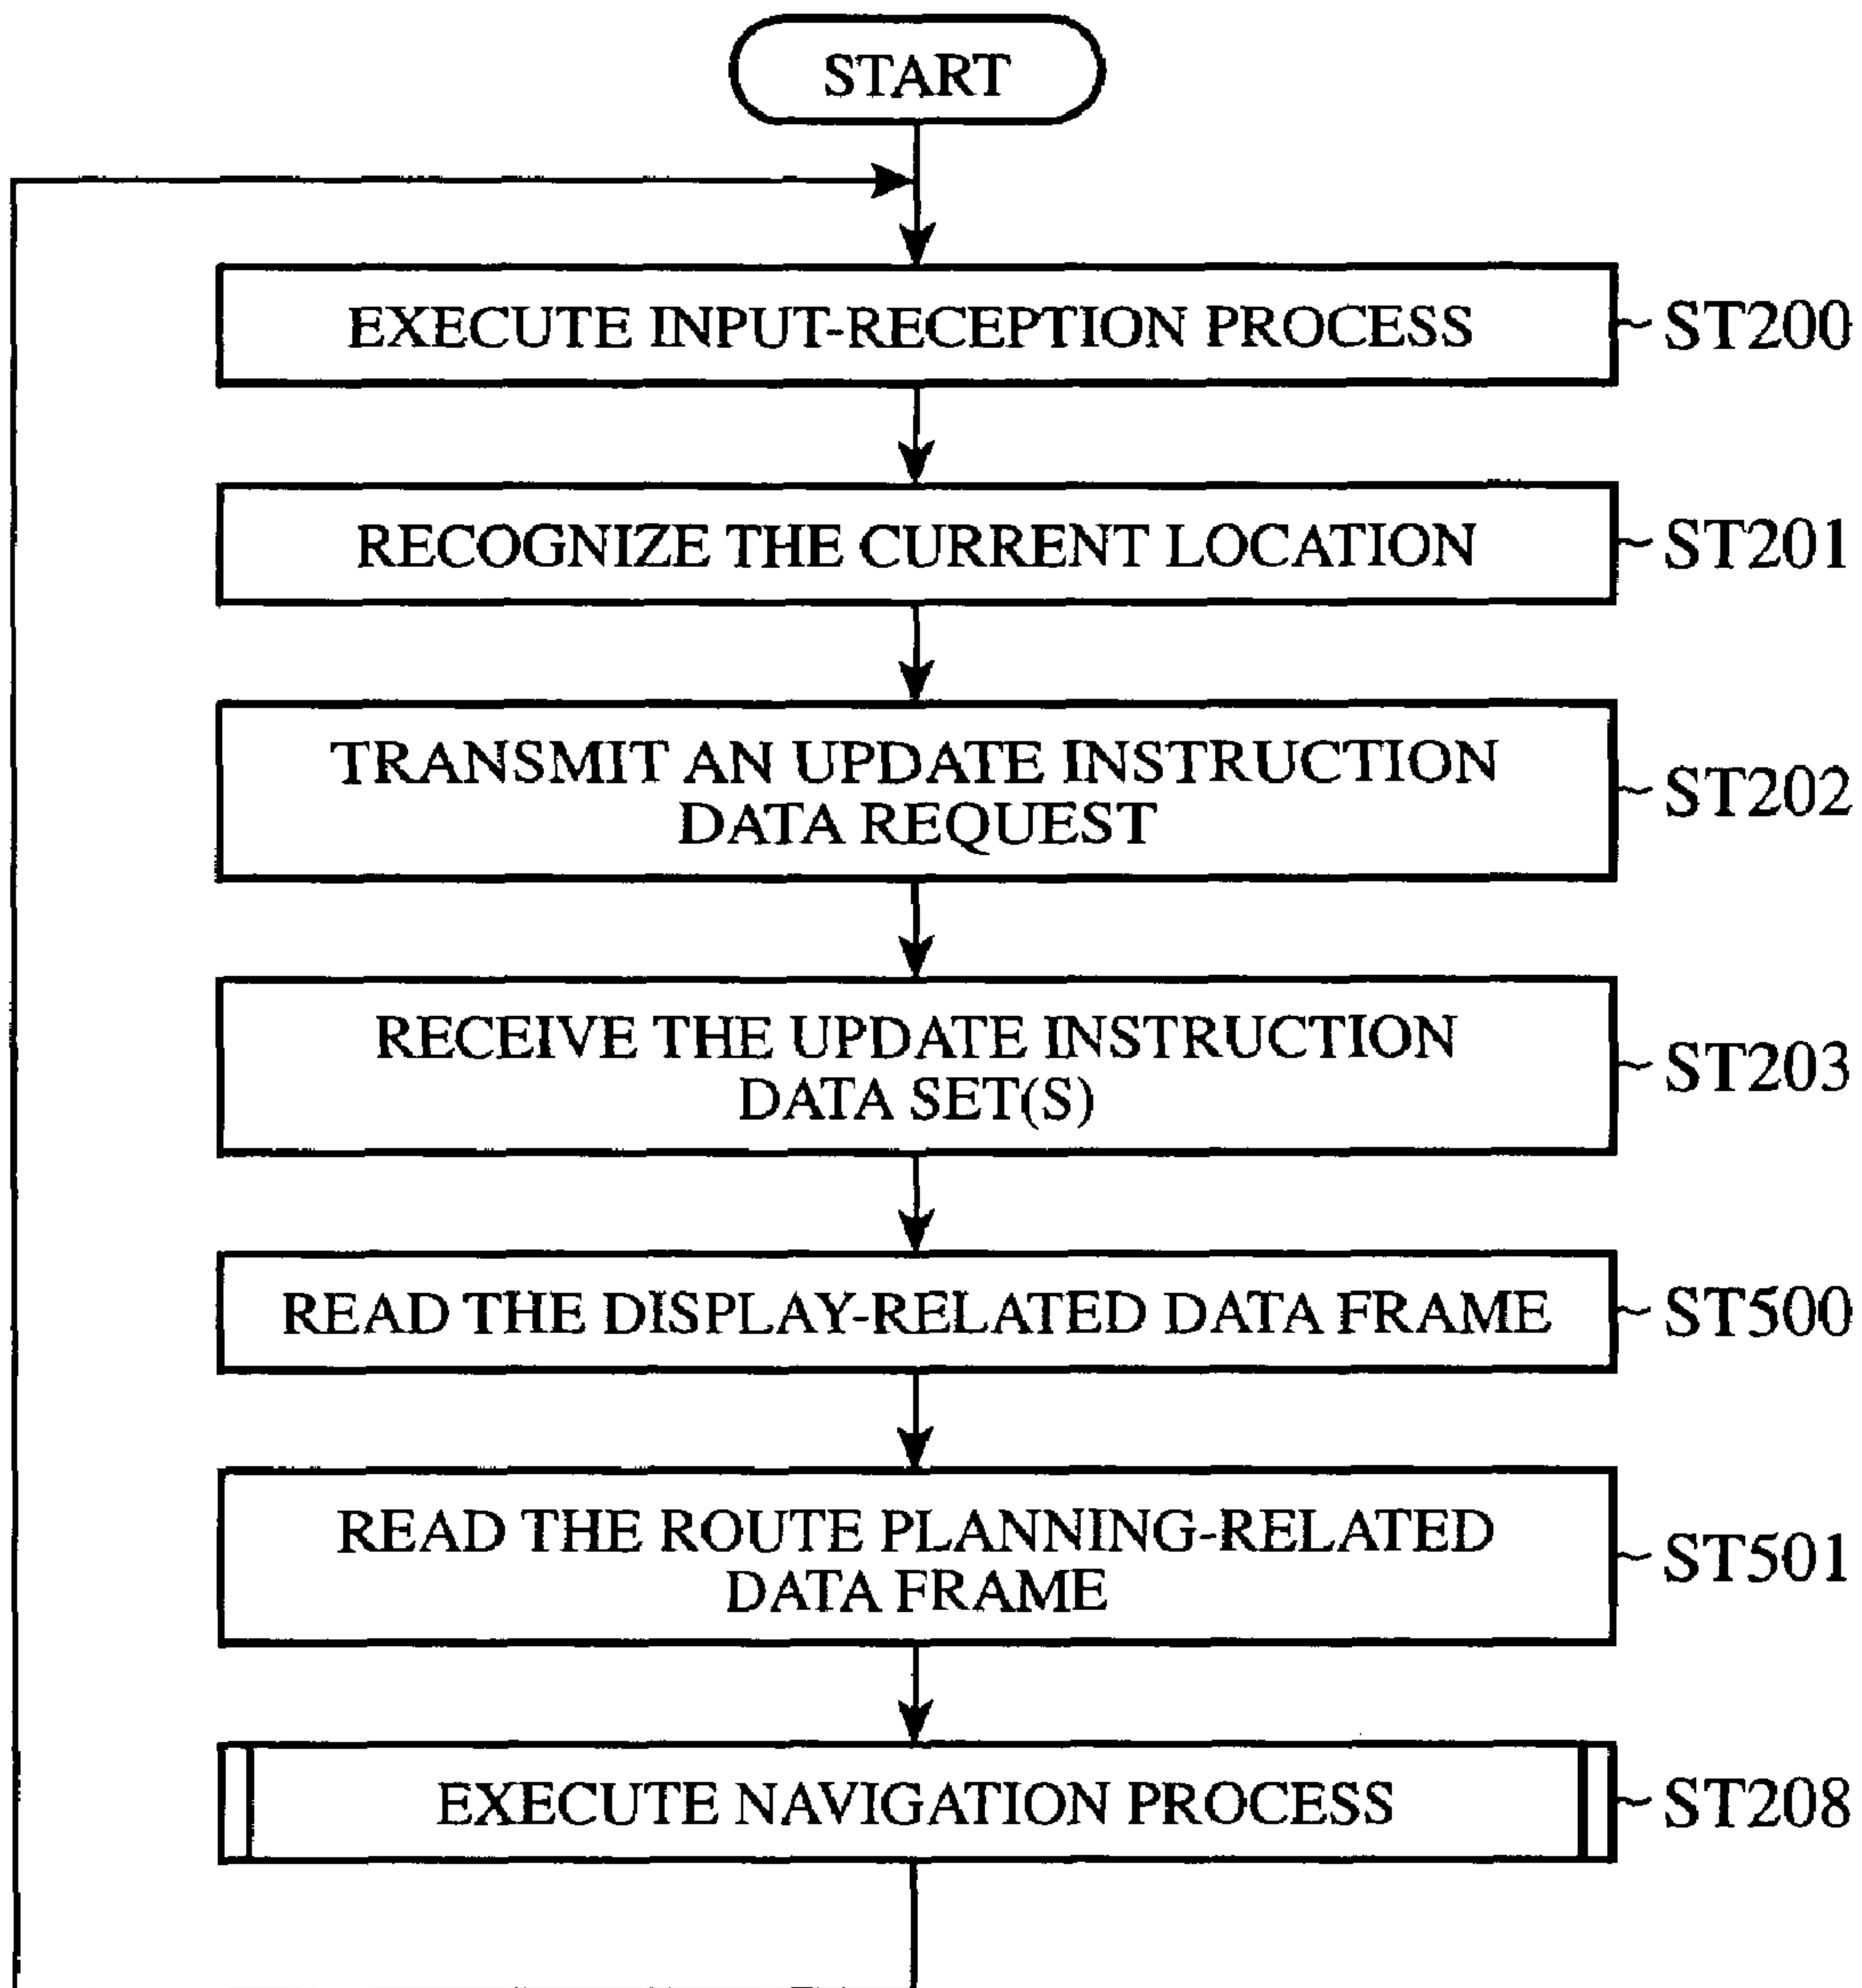 START
EXECUTE INPUT-RECEPTION PROCESS
ST200
RECOGNIZE THE CURRENT LOCATION
ST201
TRANSMIT AN UPDATE INSTRUCTION
DATA REQUEST
ST202
RECEIVE THE UPDATE INSTRUCTION
DATA SET(S)
ST203
READ THE DISPLAY-RELATED DATA FRAME
ST500
READ THE ROUTE PLANNING-RELATED
DATA FRAME
ST501
EXECUTE NAVIGATION PROCESS
ST208